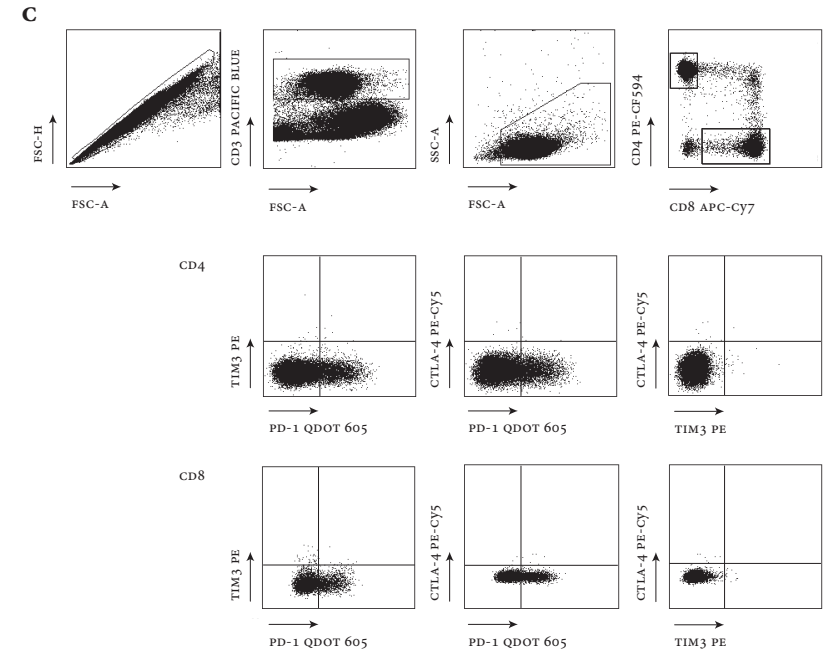 C
FSC-H
FSC-A
CD3 PACIFIC BLUE
FSC-A
SSC-A
FSC-A
CD4 PE-CF594
CD8 APC-Cy7
CD4
TIM3 PE
PD-1 QDOT 605
CTLA-4 PE-Cy5
PD-1 QDOT 605
CTLA-4 PE-Cy5
TIM3 PE
CD8
TIM3 PE
PD-1 QDOT 605
CTLA-4 PE-Cy5
PD-1 QDOT 605
CTLA-4 PE-Cy5
TIM3 PE